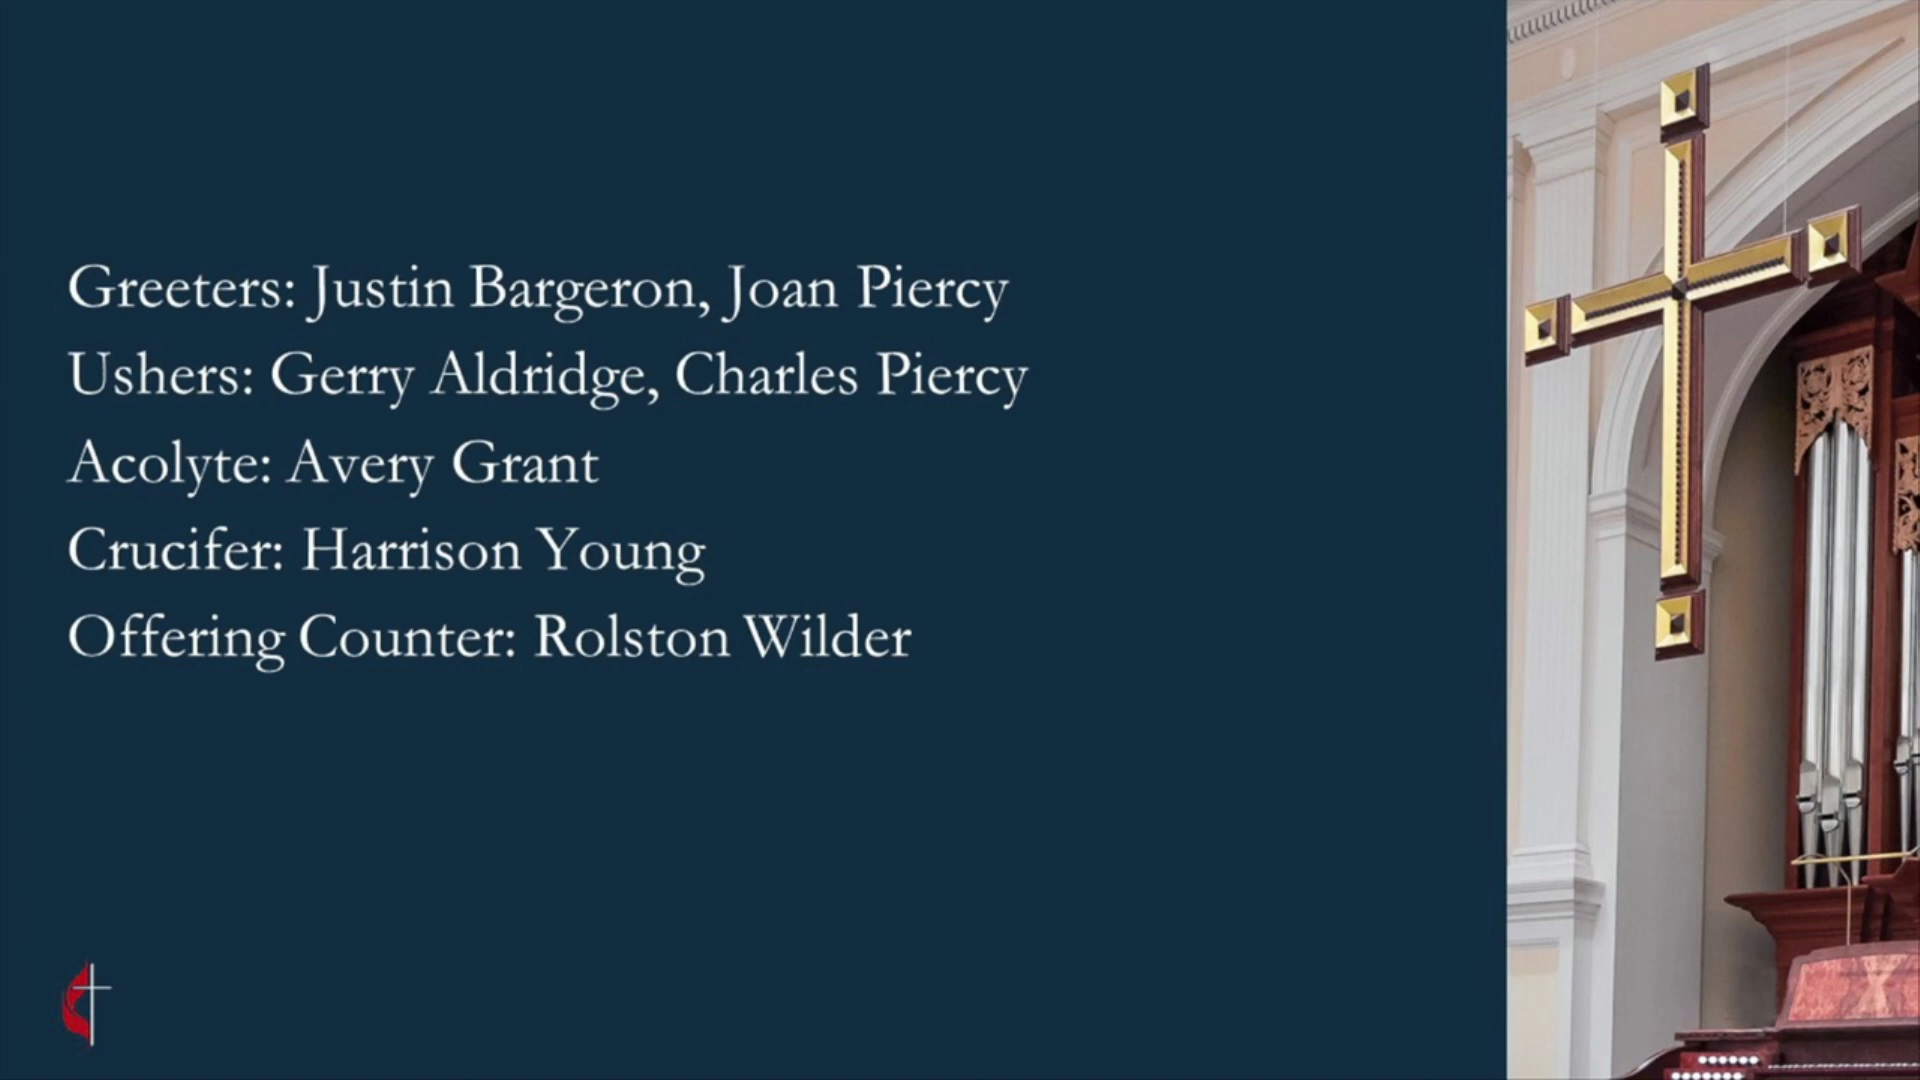 Greeters: Justin Bargeron, Joan Piercy
Ushers: Gerry Aldridge, Charles Piercy
Acolyte: Avery Grant
Crucifer: Harrison Young
Offering Counter: Rolston Wilder